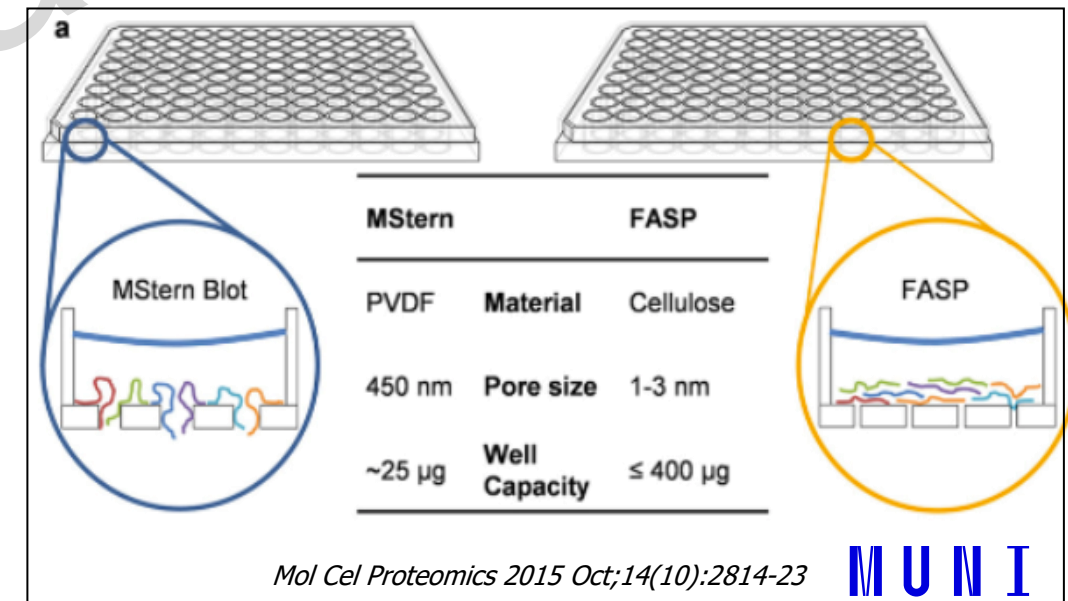 a
MStern FASP
MStern Blot
FASP
PVDF Material Cellulose
450 nm Pore size 1-3 nm
~25 µg Well Capacity ≤ 400 µg
Mol Cel Proteomics 2015 Oct;14(10):2814-23
MUNI